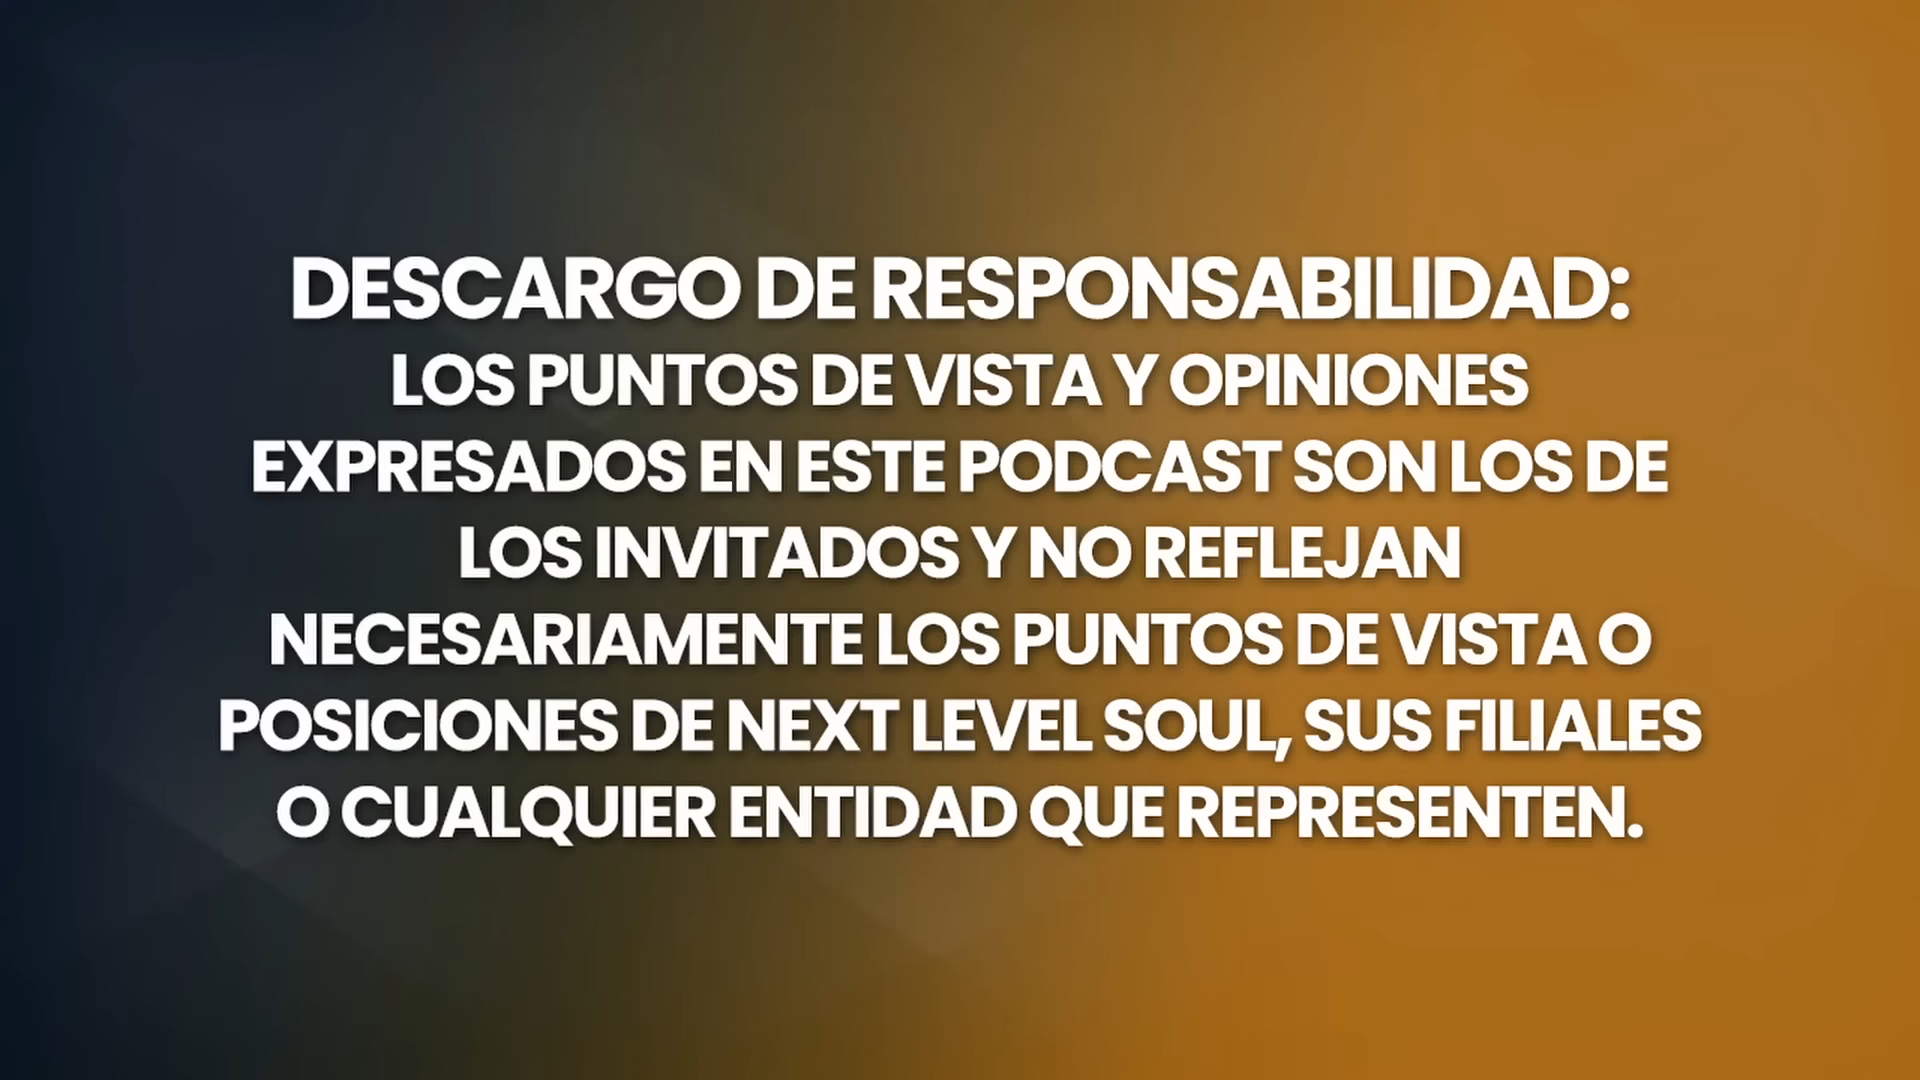 DESCARGO DE RESPONSABILIDAD:
LOS PUNTOS DE VISTA Y OPINIONES
EXPRESADOS EN ESTE PODCAST SON LOS DE
LOS INVITADOS Y NO REFLEJAN
NECESARIAMENTE LOS PUNTOS DE VISTA O
POSICIONES DE NEXT LEVEL SOUL, SUS FILIALES
O CUALQUIER ENTIDAD QUE REPRESENTEN.